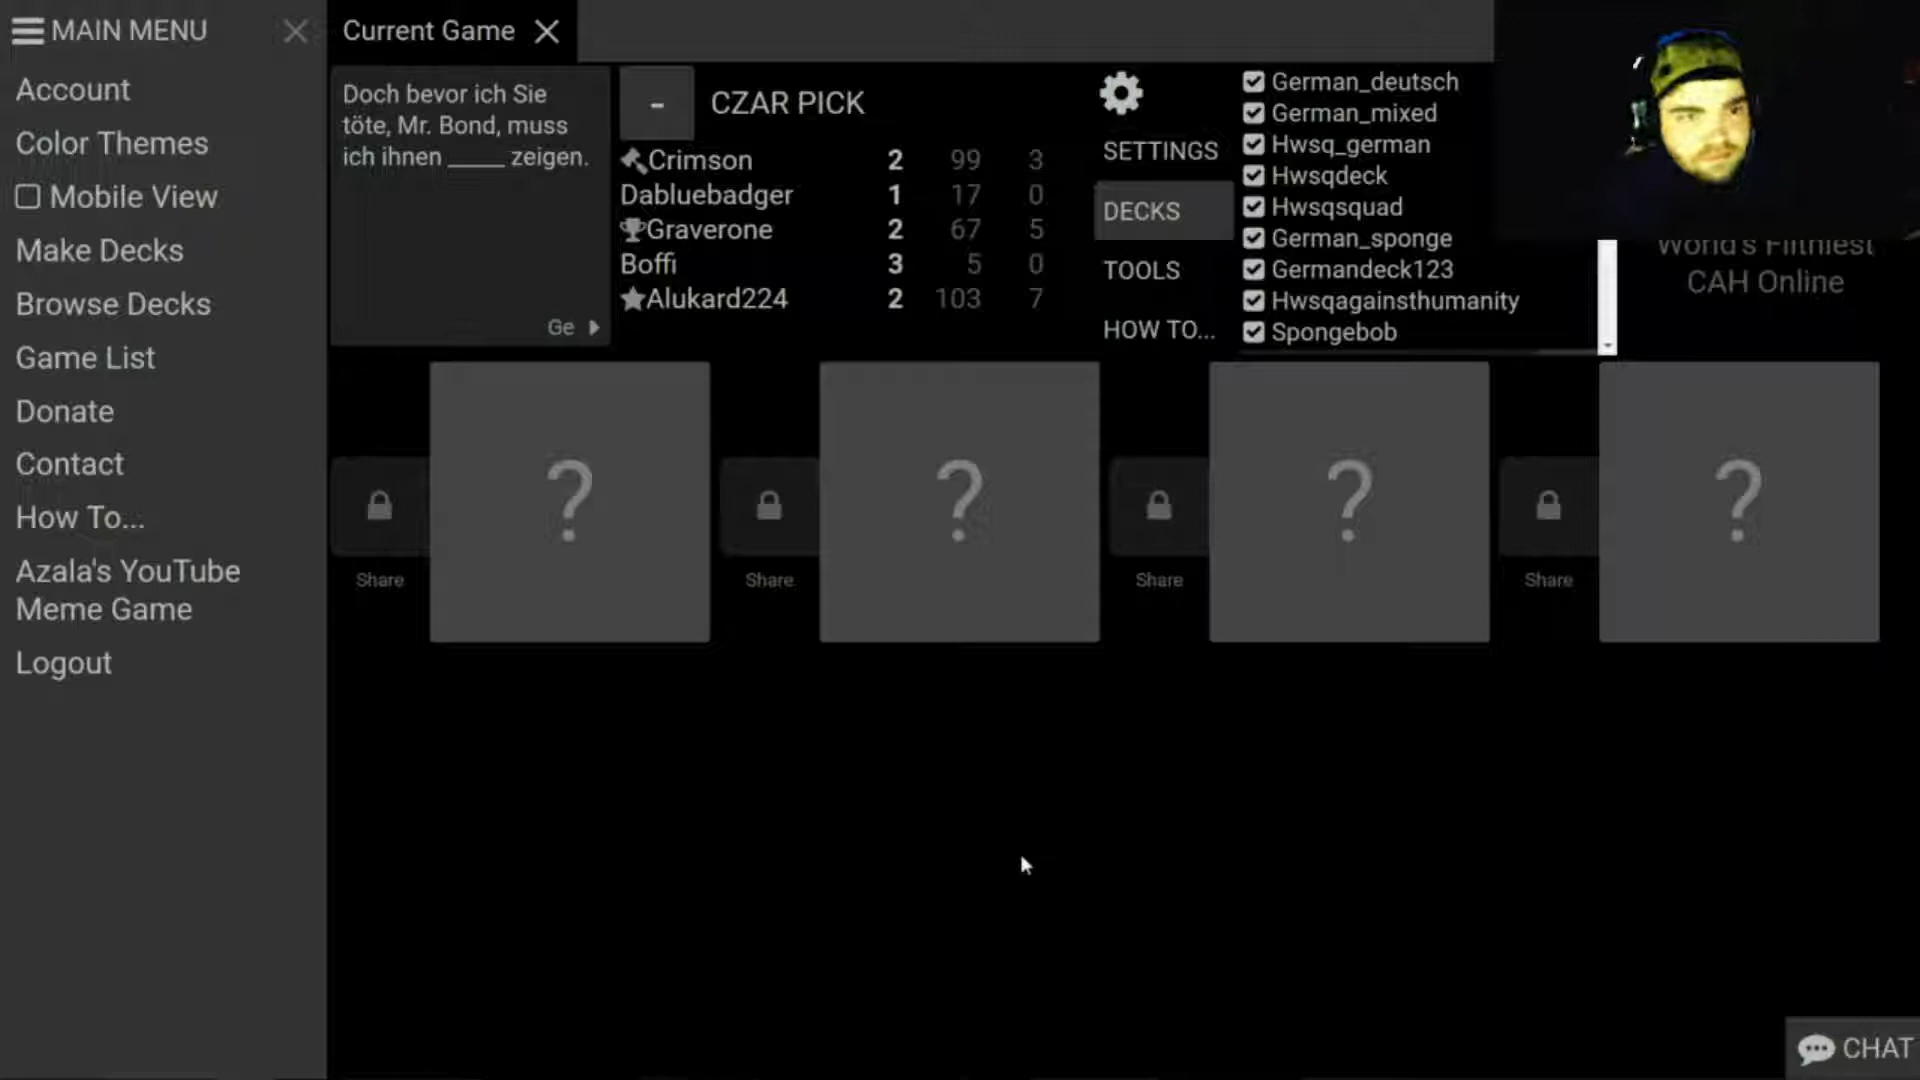 MAIN MENU
Account
Color Themes
Mobile View
Make Decks
Browse Decks
Game List
Donate
Contact
How To...
Azala's YouTube
Meme Game
Logout
Current Game
Doch bevor ich Sie
töte, Mr. Bond, muss
ich ihnen _____ zeigen.
Ge
- CZAR PICK
Crimson 2 99 3
Dabluebadger 1 17 0
Graverone 2 67 5
Boffi 3 5 0
Alukard224 2 103 7
SETTINGS
DECKS
TOOLS
HOW TO...
German_deutsch
German_mixed
Hwsq_german
Hwsqdeck
Hwsqsquad
German_sponge
Germandeck123
Hwsqagainsthumanity
Spongebob
World's Filthiest
CAH Online
? ? ? ?
Share Share Share Share
CHAT